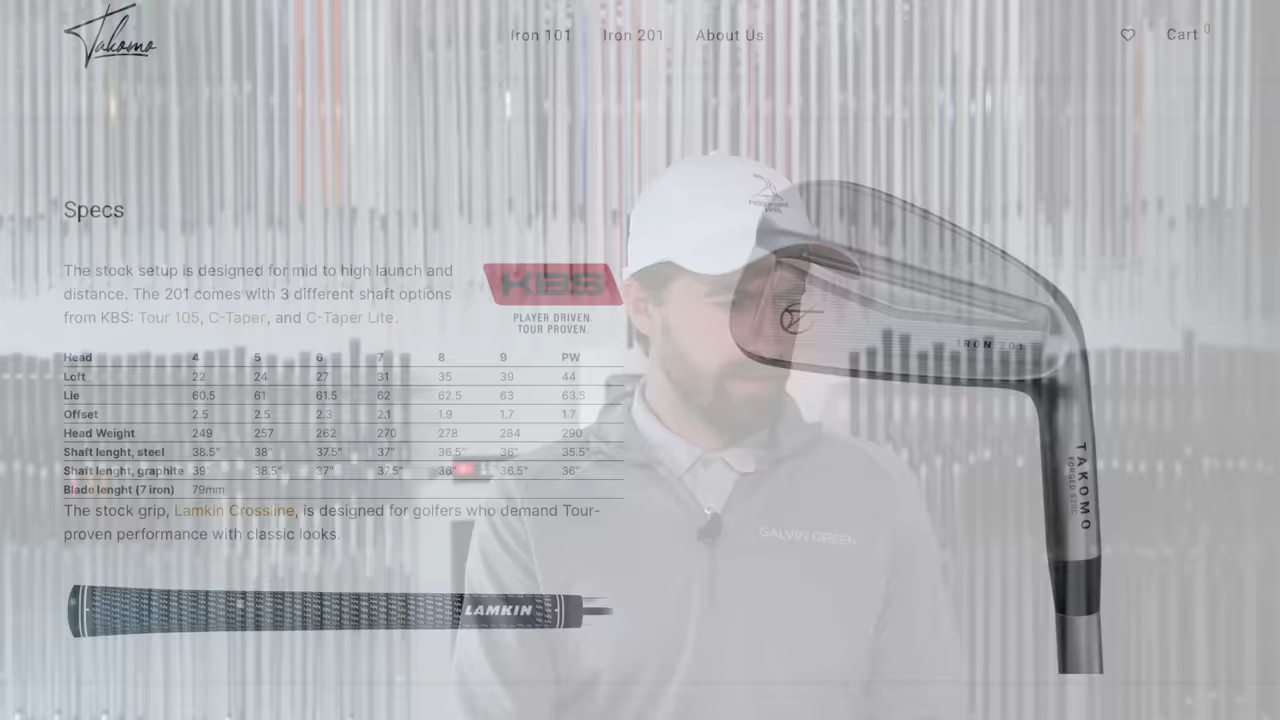 Takomo
Iron 101 Iron 201 About Us
Cart 0
Specs
The stock setup is designed for mid to high launch and
distance. The 201 comes with 3 different shaft options
from KBS: Tour 105, C-Taper, and C-Taper Lite.
KBS
PLAYER DRIVEN.
TOUR PROVEN.
Head 4 5 6 7 8 9 PW
Loft 22 24 27 31 35 39 44
Lie 60.5 61 61.5 62 62.5 63 63.5
Offset 2.5 2.5 2.3 2.1 1.9 1.7 1.7
Head Weight 249 257 262 270 278 284 290
Shaft lenght, steel 38.5" 38" 37.5" 37" 36.5" 36" 35.5"
Shaft lenght, graphite 39" 38.5" 37" 37.5" 36" 36.5" 36"
Blade lenght (7 iron) 79mm
The stock grip, Lamkin Crossline, is designed for golfers who demand Tour-
proven performance with classic looks.
LAMKIN
IRON 201
TAKOMO
FORGED S20C
GALVIN GREEN